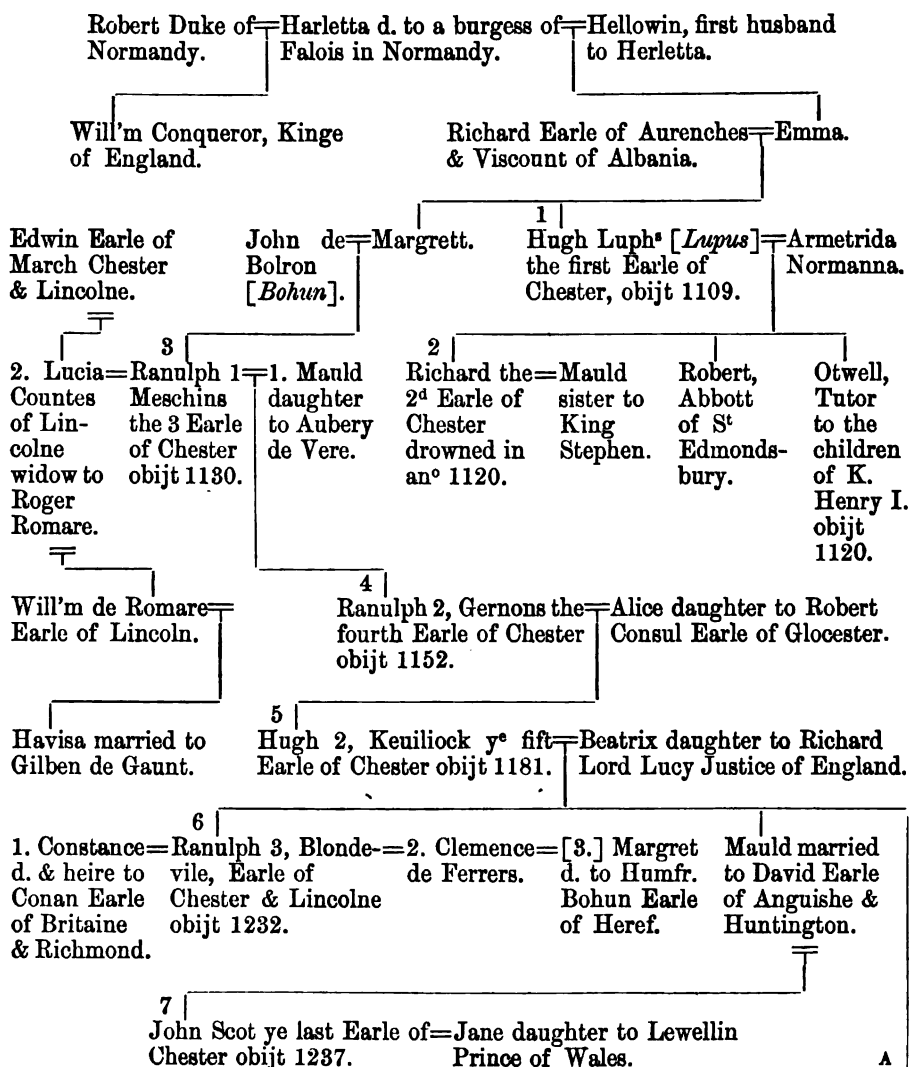 Robert Duke of Normandy.
Harletta d. to a burgess of
Falois in Normandy.
Hellowin, first husband
to Herletta.
Will'm Conqueror, Kinge
of England.
Richard Earle of Aurenches
& Viscount of Albania.
Emma.
Edwin Earle of
March Chester
& Lincolne.
John de
Bolron
[Bohun].
Margrett.
1
Hugh Luphˢ [Lupus]
the first Earle of
Chester, obijt 1109.
Armetrida
Normanna.
2. Lucia
Countes
of Lin-
colne
widow to
Roger
Romare.
3
Ranulph 1
Meschins
the 3 Earle
of Chester
obijt 1130.
1. Mauld
daughter
to Aubery
de Vere.
2
Richard the
2ᵈ Earle of
Chester
drowned in
anᵒ 1120.
Mauld
sister to
King
Stephen.
Robert,
Abbott
of Sᵗ
Edmonds-
bury.
Otwell,
Tutor
to the
children
of K.
Henry I.
obijt
1120.
Will'm de Romare
Earle of Lincoln.
4
Ranulph 2, Gernons the
fourth Earle of Chester
obijt 1152.
Alice daughter to Robert
Consul Earle of Glocester.
Havisa married to
Gilben de Gaunt.
5
Hugh 2, Keuiliock yᵉ fift
Earle of Chester obijt 1181.
Beatrix daughter to Richard
Lord Lucy Justice of England.
1. Constance
d. & heire to
Conan Earle
of Britaine
& Richmond.
6
Ranulph 3, Blonde-
vile, Earle of
Chester & Lincolne
obijt 1232.
2. Clemence
de Ferrers.
[3.] Margret
d. to Humfr.
Bohun Earle
of Heref.
Mauld married
to David Earle
of Anguishe &
Huntington.
7
John Scot ye last Earle of
Chester obijt 1237.
Jane daughter to Lewellin
Prince of Wales.
A